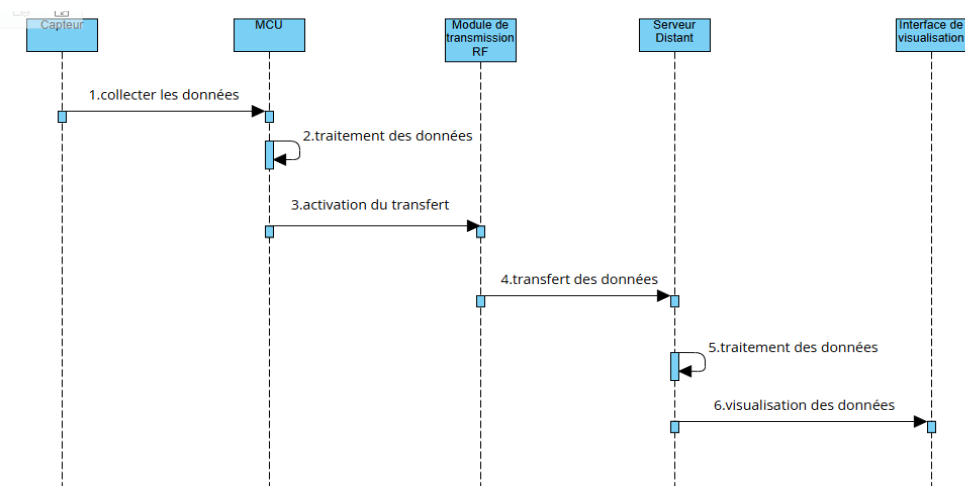 Capteur
MCU
Module de
transmission
RF
Serveur
Distant
Interface de
visualisation
1.collecter les données
2.traitement des données
3.activation du transfert
4.transfert des données
5.traitement des données
6.visualisation des données